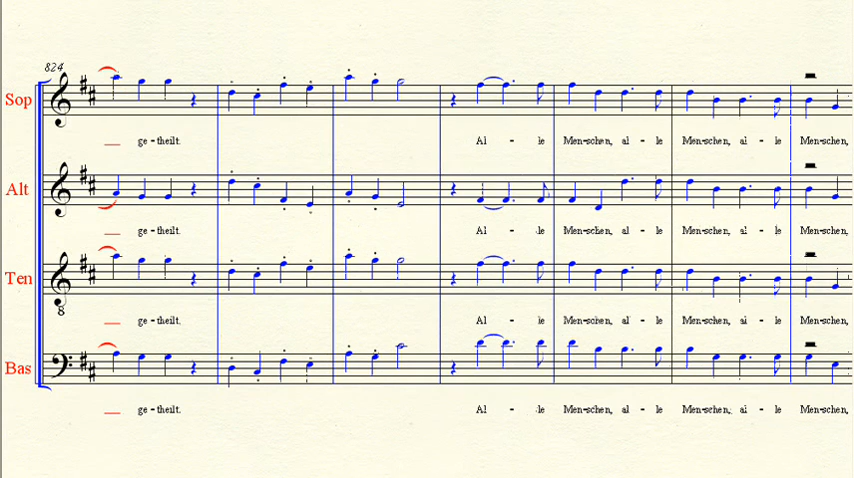 824
Sop
ge - theilt.
Al - le Men-schen, al - le Men-schen, al - le Men-schen,
Alt
ge - theilt.
Al - le Men-schen, al - le Men-schen, al - le Men-schen,
Ten
8
ge - theilt.
Al - le Men-schen, al - le Men-schen, al - le Men-schen,
Bas
ge - theilt.
Al - le Men-schen, al - le Men-schen, al - le Men-schen,